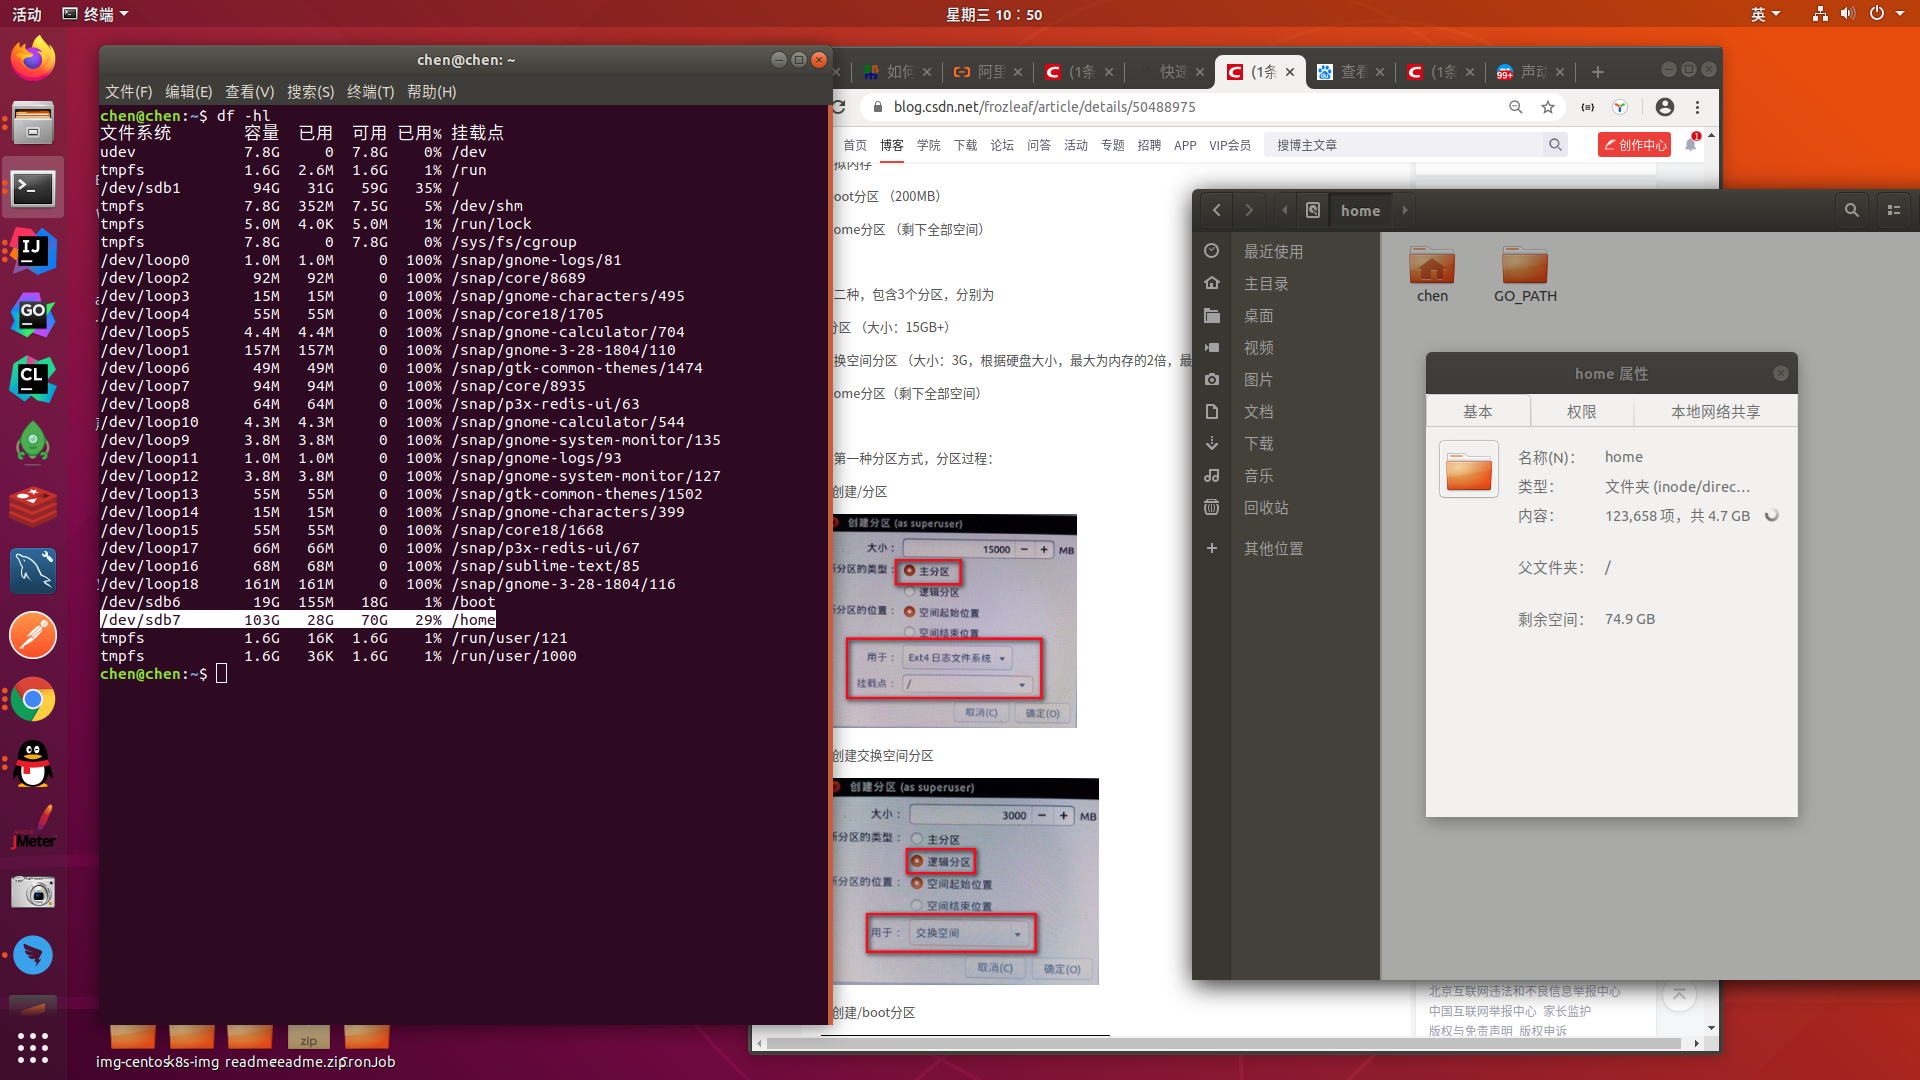 活动 终端 星期三 10：50 英
chen@chen: ~
文件(F) 编辑(E) 查看(V) 搜索(S) 终端(T) 帮助(H)
chen@chen:~$ df -hl
文件系统 容量 已用 可用 已用% 挂载点
udev 7.8G 0 7.8G 0% /dev
tmpfs 1.6G 2.6M 1.6G 1% /run
/dev/sdb1 94G 31G 59G 35% /
tmpfs 7.8G 352M 7.5G 5% /dev/shm
tmpfs 5.0M 4.0K 5.0M 1% /run/lock
tmpfs 7.8G 0 7.8G 0% /sys/fs/cgroup
/dev/loop0 1.0M 1.0M 0 100% /snap/gnome-logs/81
/dev/loop2 92M 92M 0 100% /snap/core/8689
/dev/loop3 15M 15M 0 100% /snap/gnome-characters/495
/dev/loop4 55M 55M 0 100% /snap/core18/1705
/dev/loop5 4.4M 4.4M 0 100% /snap/gnome-calculator/704
/dev/loop1 157M 157M 0 100% /snap/gnome-3-28-1804/110
/dev/loop6 49M 49M 0 100% /snap/gtk-common-themes/1474
/dev/loop7 94M 94M 0 100% /snap/core/8935
/dev/loop8 64M 64M 0 100% /snap/p3x-redis-ui/63
/dev/loop10 4.3M 4.3M 0 100% /snap/gnome-calculator/544
/dev/loop9 3.8M 3.8M 0 100% /snap/gnome-system-monitor/135
/dev/loop11 1.0M 1.0M 0 100% /snap/gnome-logs/93
/dev/loop12 3.8M 3.8M 0 100% /snap/gnome-system-monitor/127
/dev/loop13 55M 55M 0 100% /snap/gtk-common-themes/1502
/dev/loop14 15M 15M 0 100% /snap/gnome-characters/399
/dev/loop15 55M 55M 0 100% /snap/core18/1668
/dev/loop17 66M 66M 0 100% /snap/p3x-redis-ui/67
/dev/loop16 68M 68M 0 100% /snap/sublime-text/85
/dev/loop18 161M 161M 0 100% /snap/gnome-3-28-1804/116
/dev/sdb6 19G 155M 18G 1% /boot
/dev/sdb7 103G 28G 70G 29% /home
tmpfs 1.6G 16K 1.6G 1% /run/user/121
tmpfs 1.6G 36K 1.6G 1% /run/user/1000
chen@chen:~$
如何 阿里 (1条 快速 (1条 查看 (1条 声动
99+
blog.csdn.net/frozleaf/article/details/50488975
首页 博客 学院 下载 论坛 问答 活动 专题 招聘 APP VIP会员 搜博主文章 创作中心 1
拟内存
oot分区 （200MB）
ome分区 （剩下全部空间）
二种，包含3个分区，分别为
分区 （大小：15GB+）
换空间分区 （大小：3G，根据硬盘大小，最大为内存的2倍，最
ome分区（剩下全部空间）
第一种分区方式，分区过程：
创建/分区
创建分区 (as superuser)
大小： 15000 − + MB
新分区的类型： 主分区
逻辑分区
新分区的位置： 空间起始位置
空间结束位置
用于： Ext4 日志文件系统
挂载点： /
取消(C) 确定(O)
创建交换空间分区
创建分区 (as superuser)
大小： 3000 − + MB
新分区的类型： 主分区
逻辑分区
新分区的位置： 空间起始位置
空间结束位置
用于： 交换空间
取消(C) 确定(O)
创建/boot分区
北京互联网违法和不良信息举报中心
中国互联网举报中心 家长监护
版权与免责声明 版权申诉
home
最近使用
主目录
桌面
视频
图片
文档
下载
音乐
回收站
其他位置
chen GO_PATH
home 属性
基本 权限 本地网络共享
名称(N)： home
类型： 文件夹 (inode/direc...
内容： 123,658 项，共 4.7 GB
父文件夹： /
剩余空间： 74.9 GB
IJ
GO
CL
JMeter
zip
img-centos k8s-img readme readme.zip CronJob